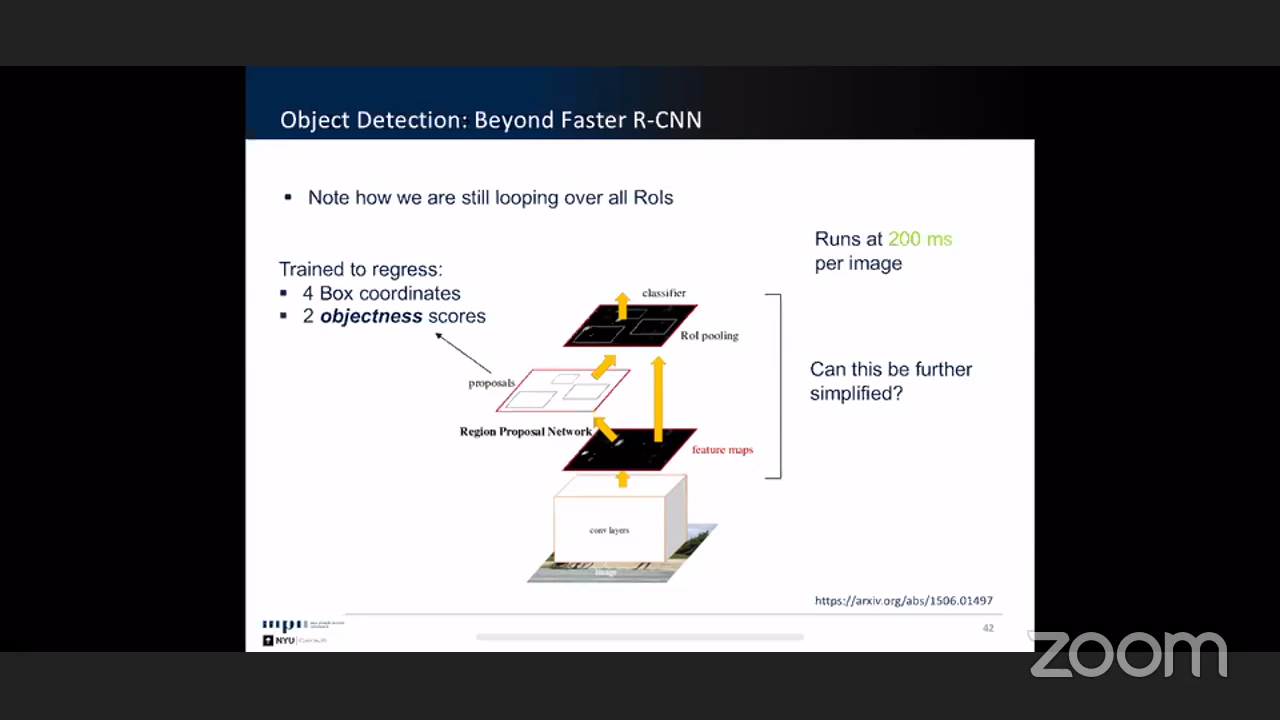 Object Detection: Beyond Faster R-CNN
▪ Note how we are still looping over all RoIs
Runs at 200 ms
per image
Trained to regress:
▪ 4 Box coordinates
▪ 2 objectness scores
classifier
RoI pooling
proposals
Region Proposal Network
feature maps
conv layers
image
Can this be further
simplified?
https://arxiv.org/abs/1506.01497
42
NYU
zoom